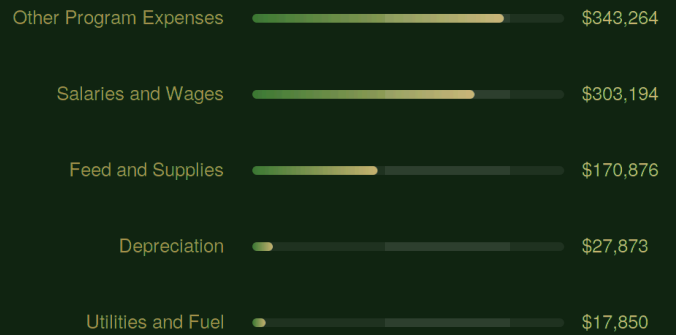 Other Program Expenses $343,264
Salaries and Wages $303,194
Feed and Supplies $170,876
Depreciation $27,873
Utilities and Fuel $17,850